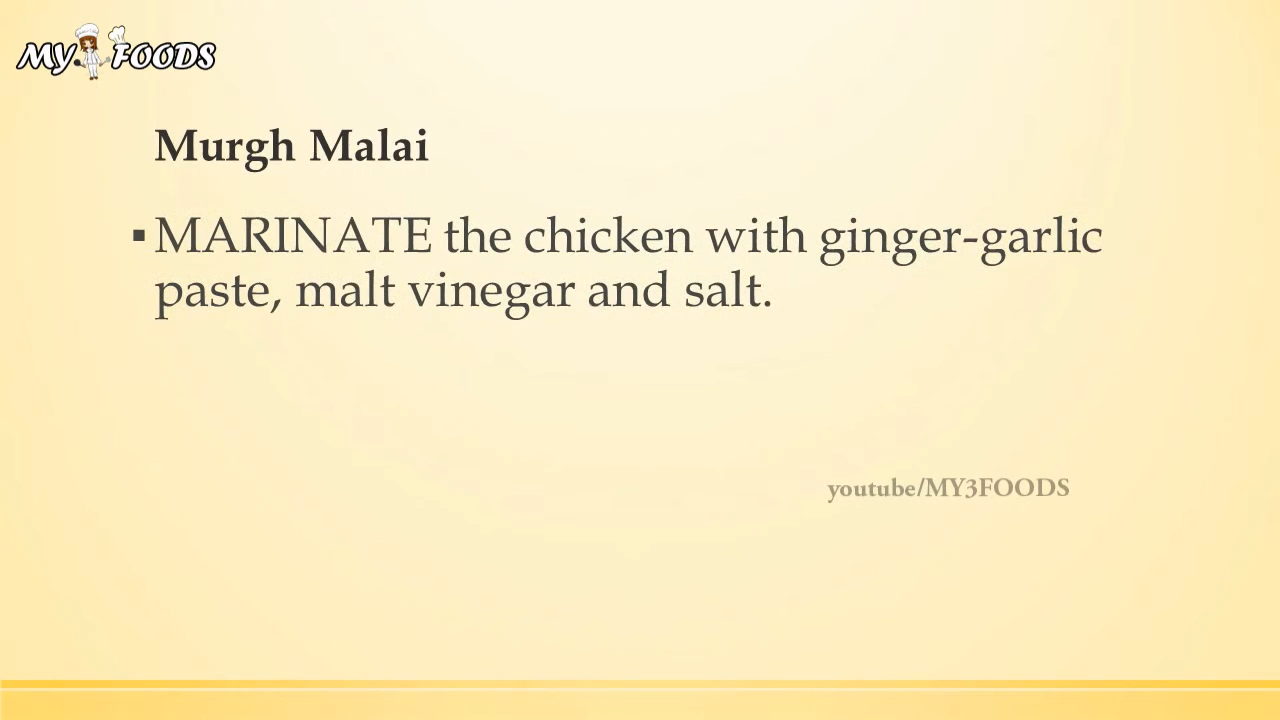 MY FOODS
Murgh Malai
▪ MARINATE the chicken with ginger-garlic
paste, malt vinegar and salt.
youtube/MY3FOODS